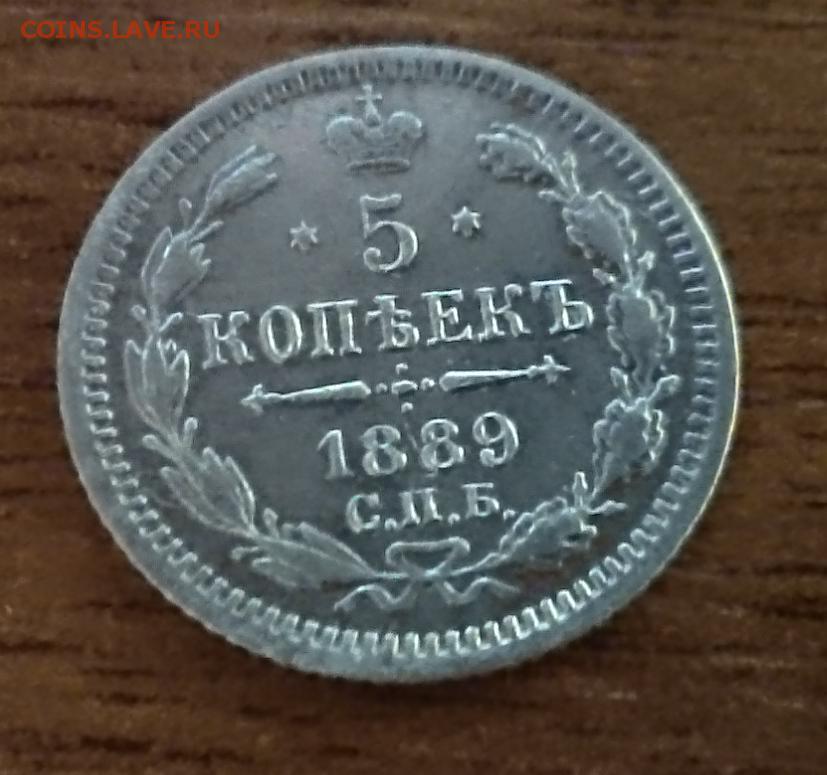 COINS.LAVE.RU
* 5 *
КОПѢЕКЪ
1889
С.П.Б.